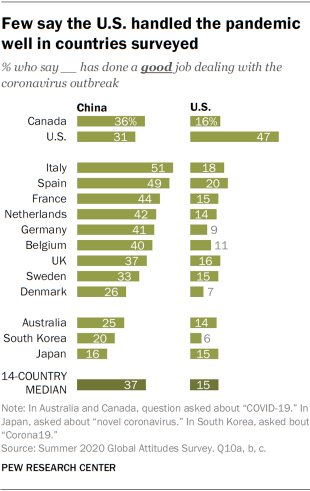 Few say the U.S. handled the pandemic
well in countries surveyed
% who say __ has done a good job dealing with the
coronavirus outbreak
China U.S.
Canada 36% 16%
U.S. 31 47
Italy 51 18
Spain 49 20
France 44 15
Netherlands 42 14
Germany 41 9
Belgium 40 11
UK 37 16
Sweden 33 15
Denmark 26 7
Australia 25 14
South Korea 20 6
Japan 16 15
14-COUNTRY
MEDIAN 37 15
Note: In Australia and Canada, question asked about “COVID-19.” In
Japan, asked about “novel coronavirus.” In South Korea, asked bout
“Corona19.”
Source: Summer 2020 Global Attitudes Survey. Q10a, b, c.
PEW RESEARCH CENTER